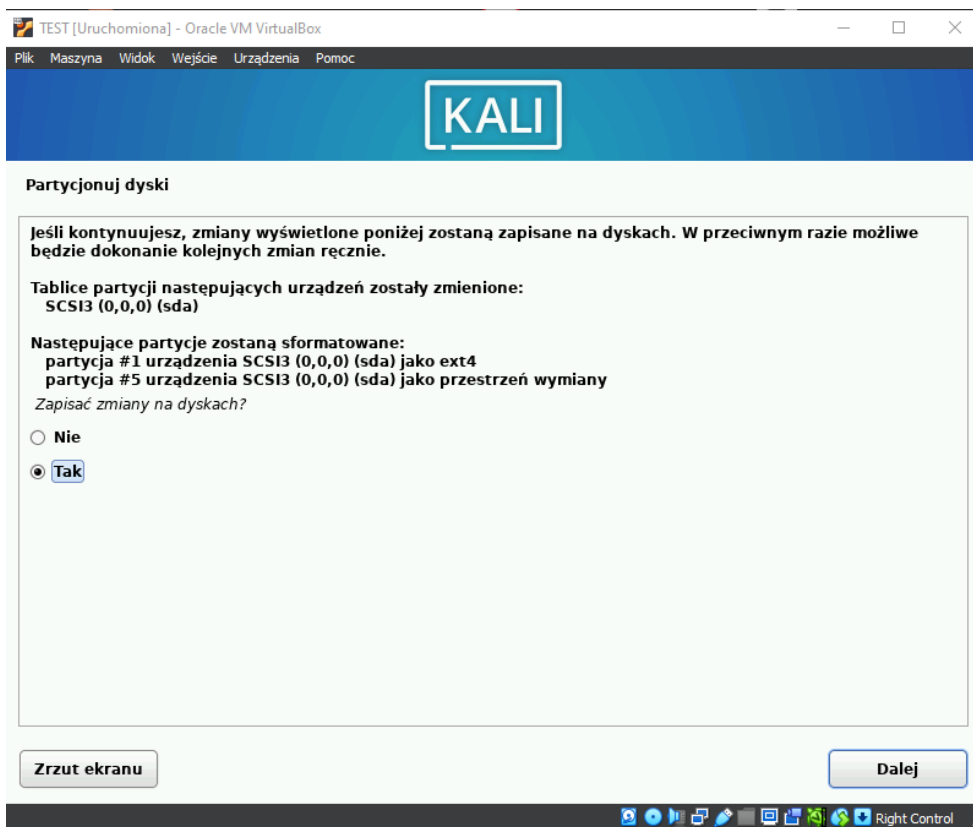 TEST [Uruchomiona] - Oracle VM VirtualBox
Plik Maszyna Widok Wejście Urządzenia Pomoc
KALI
Partycjonuj dyski
Jeśli kontynuujesz, zmiany wyświetlone poniżej zostaną zapisane na dyskach. W przeciwnym razie możliwe
będzie dokonanie kolejnych zmian ręcznie.
Tablice partycji następujących urządzeń zostały zmienione:
SCSI3 (0,0,0) (sda)
Następujące partycje zostaną sformatowane:
partycja #1 urządzenia SCSI3 (0,0,0) (sda) jako ext4
partycja #5 urządzenia SCSI3 (0,0,0) (sda) jako przestrzeń wymiany
Zapisać zmiany na dyskach?
Nie
Tak
Zrzut ekranu Dalej
Right Control